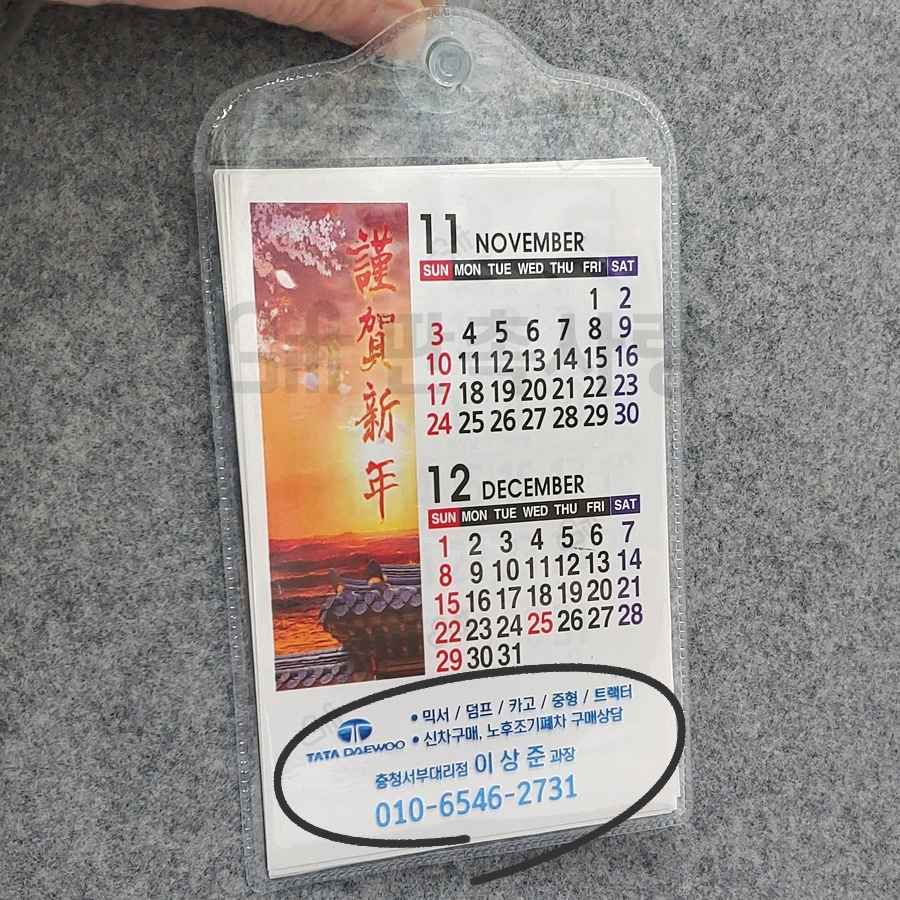 謹賀新年
11 NOVEMBER
SUN MON TUE WED THU FRI SAT
1 2
3 4 5 6 7 8 9
10 11 12 13 14 15 16
17 18 19 20 21 22 23
24 25 26 27 28 29 30
12 DECEMBER
SUN MON TUE WED THU FRI SAT
1 2 3 4 5 6 7
8 9 10 11 12 13 14
15 16 17 18 19 20 21
22 23 24 25 26 27 28
29 30 31
• 믹서 / 덤프 / 카고 / 중형 / 트랙터
• 신차구매, 노후조기폐차 구매상담
TATA DAEWOO
충청서부대리점 이상준 과장
010-6546-2731
판촉사랑